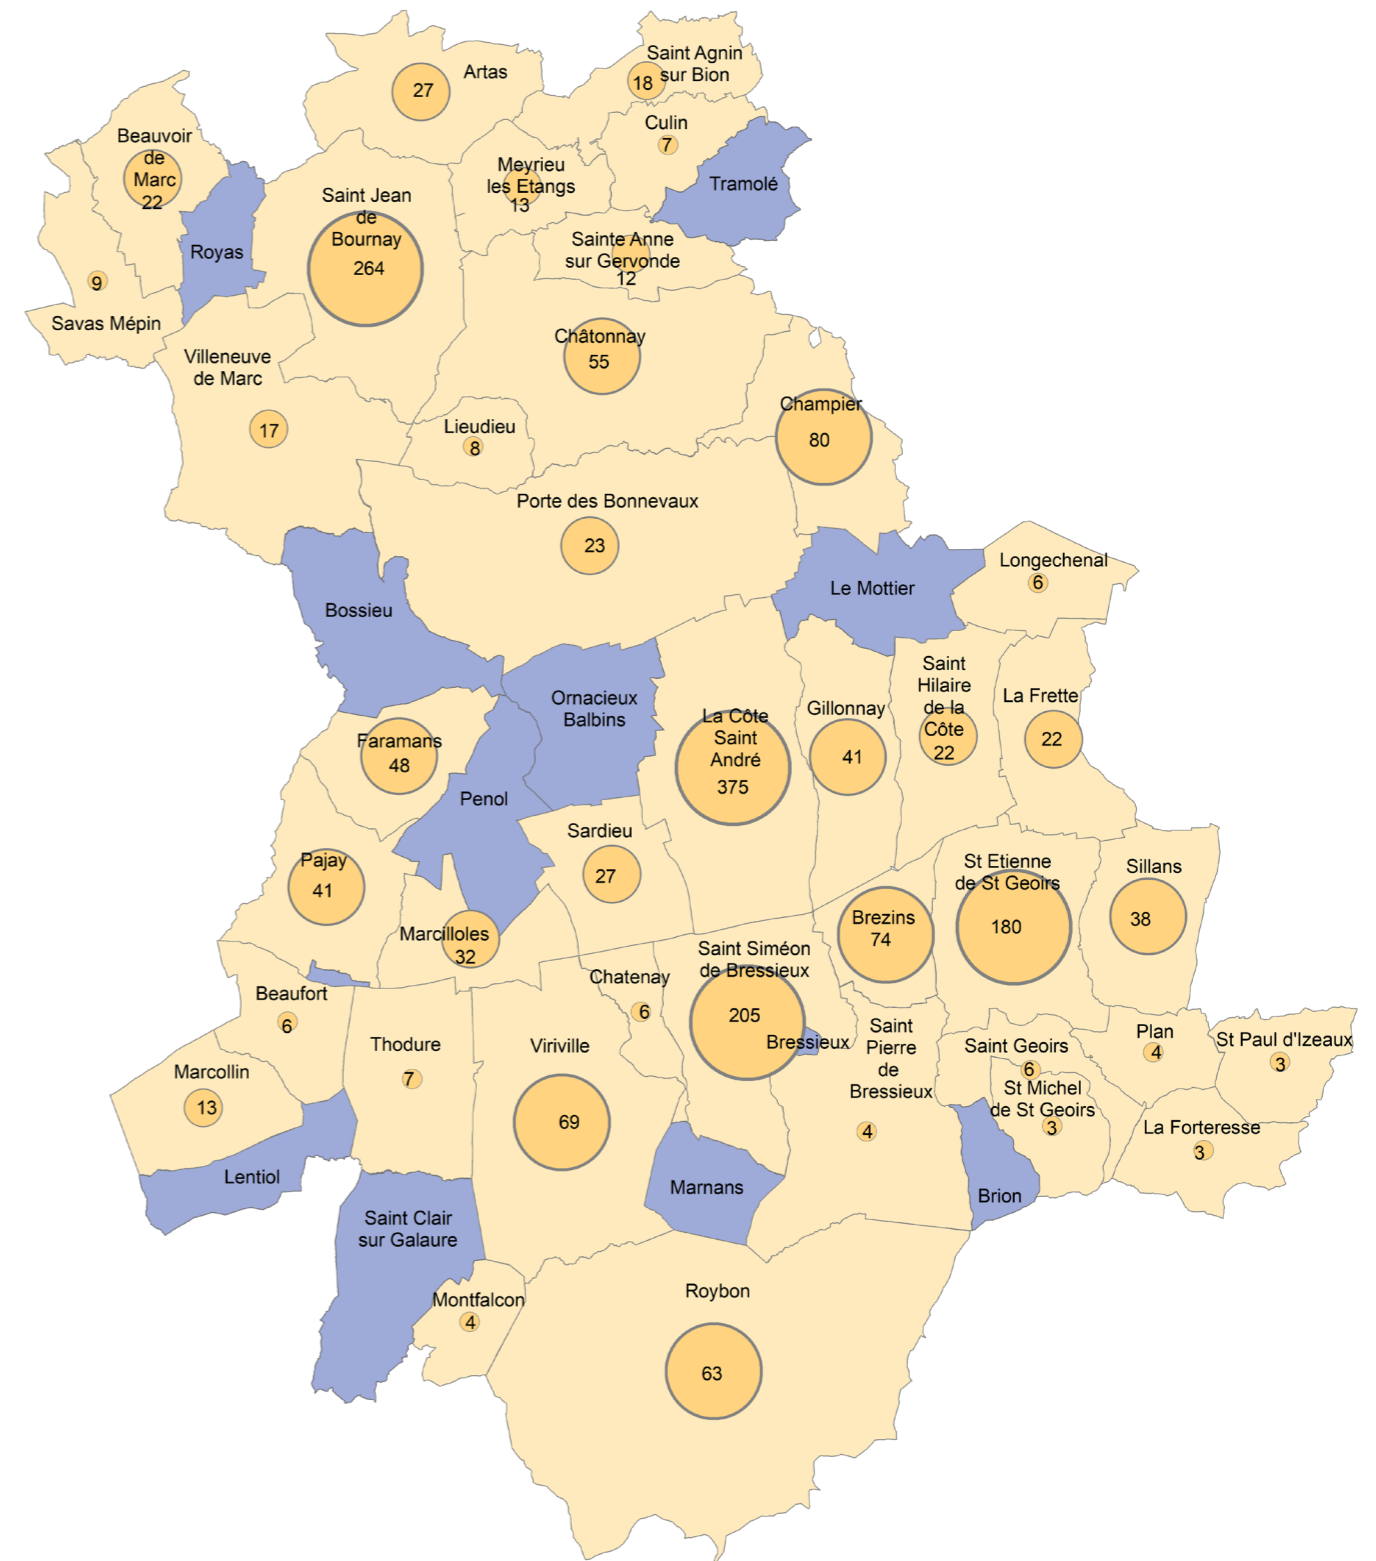 Artas
27
Saint Agnin
sur Bion
18
Culin
7
Tramolé
Beauvoir
de
Marc
22
Meyrieu
les Etangs
13
Saint Jean
de
Bournay
264
Royas
Sainte Anne
sur Gervonde
12
9
Savas Mépin
Villeneuve
de Marc
17
Châtonnay
55
Champier
80
Lieudieu
8
Porte des Bonnevaux
23
Longechenal
6
Le Mottier
Bossieu
Ornacieux
Balbins
La Côte
Saint
André
375
Gillonnay
41
Saint
Hilaire
de la
Côte
22
La Frette
22
Faramans
48
Penol
Sardieu
27
Pajay
41
St Etienne
de St Geoirs
180
Sillans
38
Brezins
74
Marcilloles
32
Saint Siméon
de Bressieux
205
Bressieux
Chatenay
6
Beaufort
6
Thodure
7
Viriville
69
Saint
Pierre
de
Bressieux
4
Saint Geoirs
6
Plan
4
St Paul d'Izeaux
3
Marcollin
13
St Michel
de St Geoirs
3
La Forteresse
3
Lentiol
Marnans
Brion
Saint Clair
sur Galaure
Montfalcon
4
Roybon
63